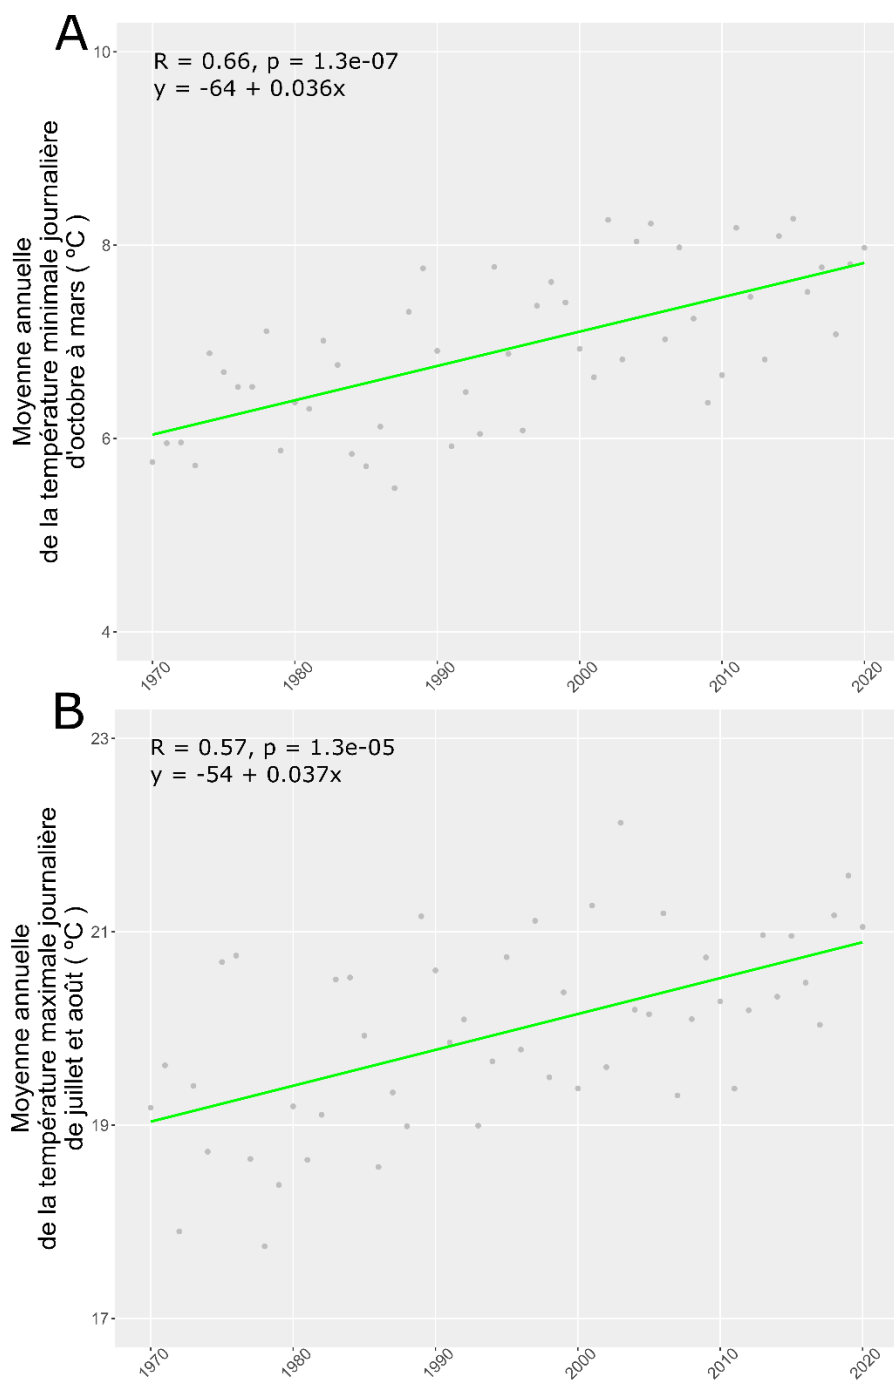 A
R = 0.66, p = 1.3e-07
y = -64 + 0.036x
Moyenne annuelle
de la température minimale journalière
d'octobre à mars ( ºC )
10
8
6
4
1970
1980
1990
2000
2010
2020
B
R = 0.57, p = 1.3e-05
y = -54 + 0.037x
Moyenne annuelle
de la température maximale journalière
de juillet et août ( ºC )
23
21
19
17
1970
1980
1990
2000
2010
2020